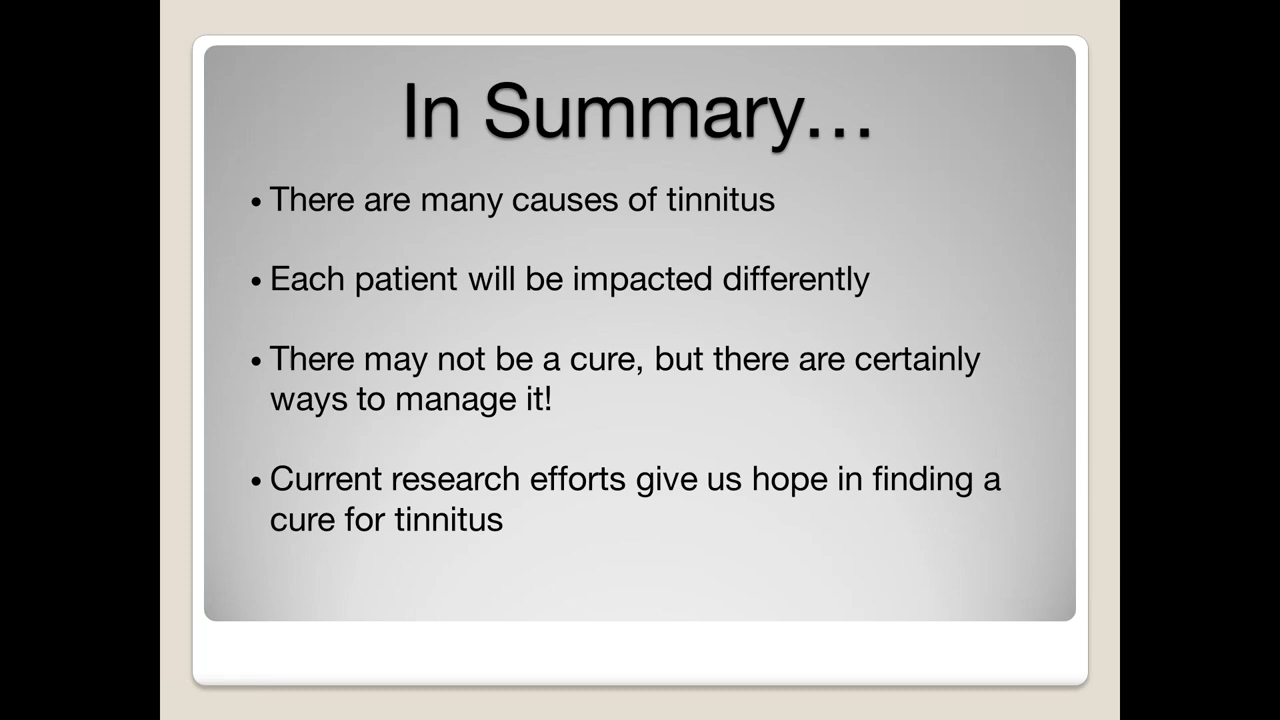 In Summary...
• There are many causes of tinnitus
• Each patient will be impacted differently
• There may not be a cure, but there are certainly
ways to manage it!
• Current research efforts give us hope in finding a
cure for tinnitus